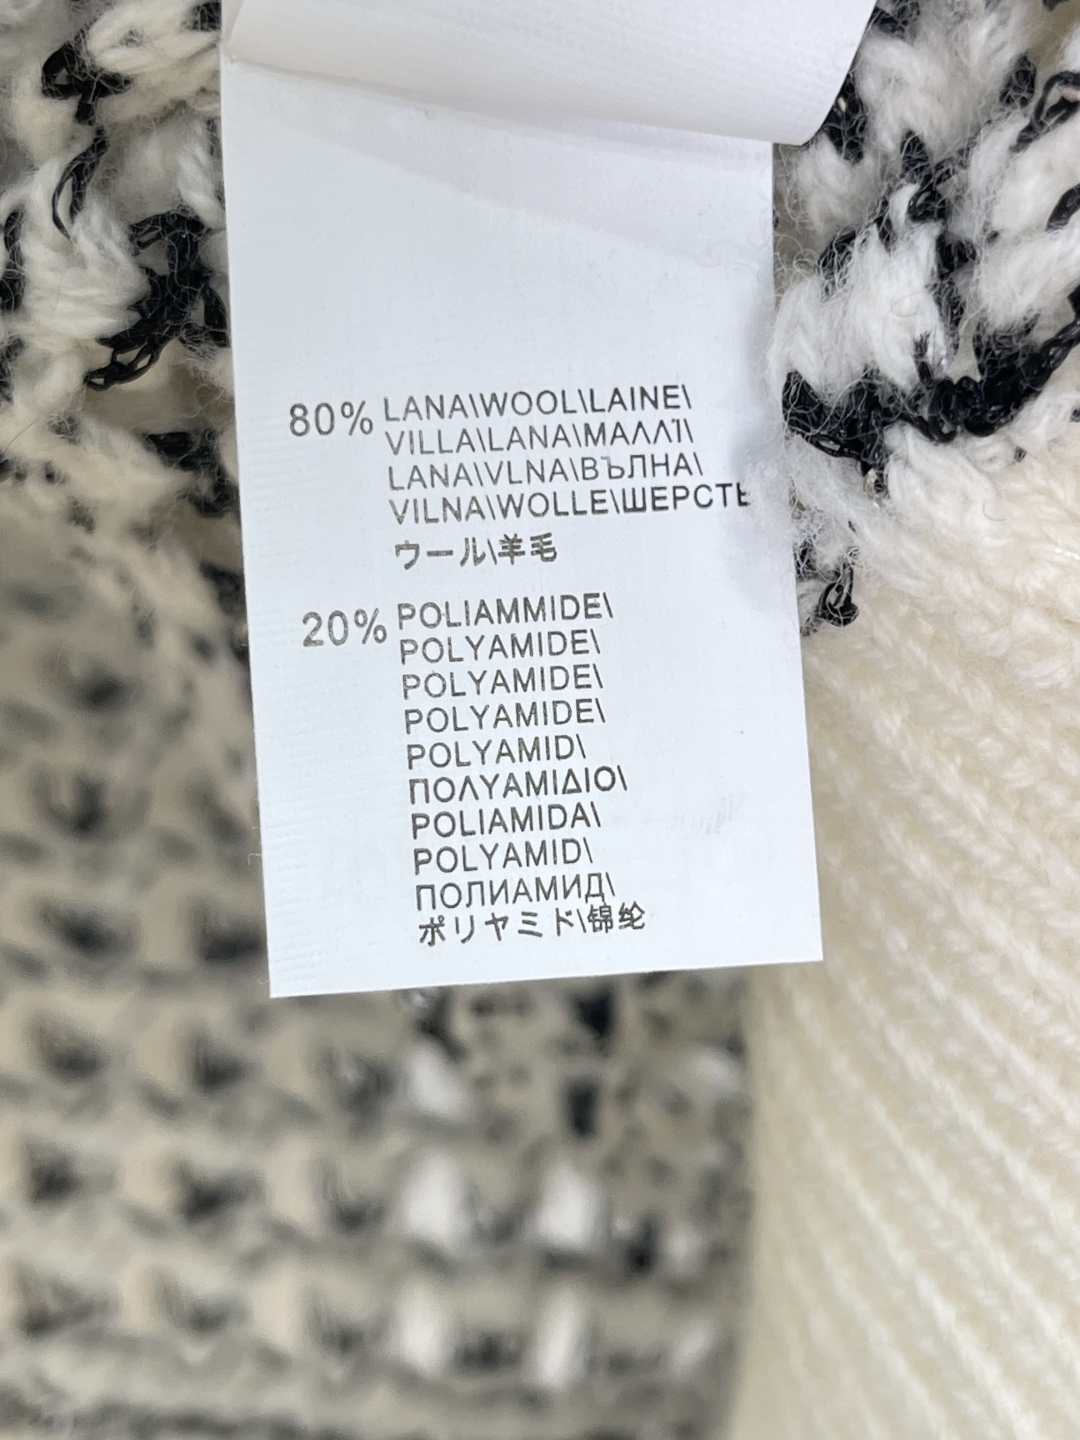 80% LANA\WOOL\LAINE\
VILLA\LANA\ΜΑΛΛΊ\
LANA\VLNA\ВЪЛНА\
VILNA\WOLLE\ШЕРСТЬ
ウール\羊毛
20% POLIAMMIDE\
POLYAMIDE\
POLYAMIDE\
POLYAMIDE\
POLYAMID\
ΠΟΛΥΑΜΙΔΙΟ\
POLIAMIDA\
POLYAMID\
ПОЛИАМИД\
ポリヤミド\锦纶